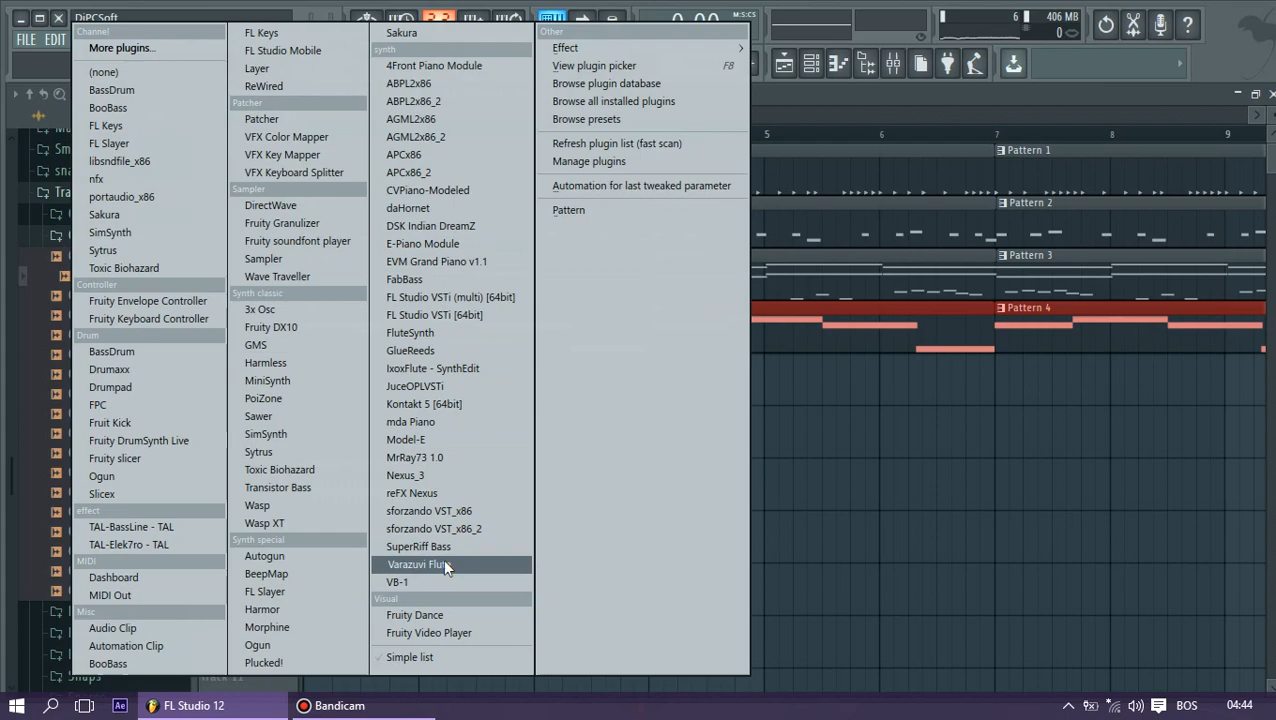 DiPCSoft
FILE
EDIT
3.2
0:00
M:S:CS
6
406 MB
0
Channel
More plugins...
(none)
BassDrum
BooBass
FL Keys
FL Slayer
libsndfile_x86
nfx
portaudio_x86
Sakura
SimSynth
Sytrus
Toxic Biohazard
Controller
Fruity Envelope Controller
Fruity Keyboard Controller
Drum
BassDrum
Drumaxx
Drumpad
FPC
Fruit Kick
Fruity DrumSynth Live
Fruity slicer
Ogun
Slicex
effect
TAL-BassLine - TAL
TAL-Elek7ro - TAL
MIDI
Dashboard
MIDI Out
Misc
Audio Clip
Automation Clip
BooBass
FL Keys
FL Studio Mobile
Layer
ReWired
Patcher
Patcher
VFX Color Mapper
VFX Key Mapper
VFX Keyboard Splitter
Sampler
DirectWave
Fruity Granulizer
Fruity soundfont player
Sampler
Wave Traveller
Synth classic
3x Osc
Fruity DX10
GMS
Harmless
MiniSynth
PoiZone
Sawer
SimSynth
Sytrus
Toxic Biohazard
Transistor Bass
Wasp
Wasp XT
Synth special
Autogun
BeepMap
FL Slayer
Harmor
Morphine
Ogun
Plucked!
Sakura
synth
4Front Piano Module
ABPL2x86
ABPL2x86_2
AGML2x86
AGML2x86_2
APCx86
APCx86_2
CVPiano-Modeled
daHornet
DSK Indian DreamZ
E-Piano Module
EVM Grand Piano v1.1
FabBass
FL Studio VSTi (multi) [64bit]
FL Studio VSTi [64bit]
FluteSynth
GlueReeds
IxoxFlute - SynthEdit
JuceOPLVSTi
Kontakt 5 [64bit]
mda Piano
Model-E
MrRay73 1.0
Nexus_3
reFX Nexus
sforzando VST_x86
sforzando VST_x86_2
SuperRiff Bass
Varazuvi Flute
VB-1
Visual
Fruity Dance
Fruity Video Player
Simple list
Other
Effect
View plugin picker F8
Browse plugin database
Browse all installed plugins
Browse presets
Refresh plugin list (fast scan)
Manage plugins
Automation for last tweaked parameter
Pattern
5 6 7 8 9
Pattern 1
Pattern 2
Pattern 3
Pattern 4
Track 11
FL Studio 12
Bandicam
BOS
04:44